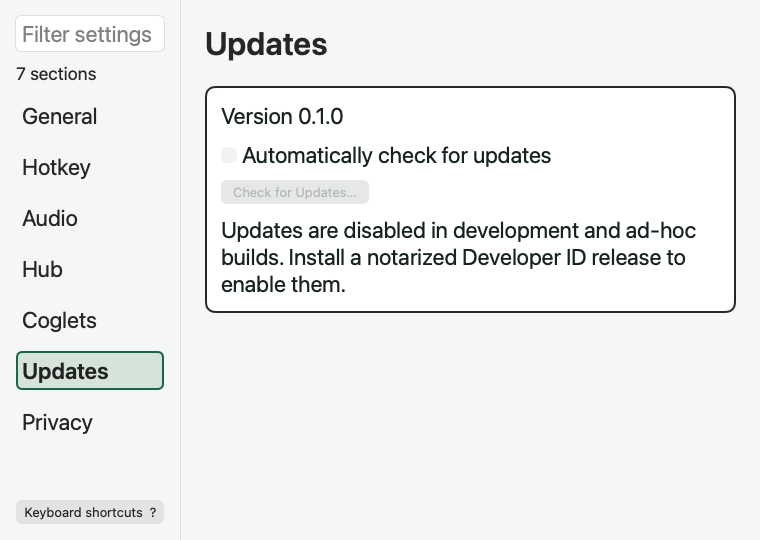 Filter settings
7 sections
General
Hotkey
Audio
Hub
Coglets
Updates
Privacy
Keyboard shortcuts ?
Updates
Version 0.1.0
Automatically check for updates
Check for Updates...
Updates are disabled in development and ad-hoc
builds. Install a notarized Developer ID release to
enable them.